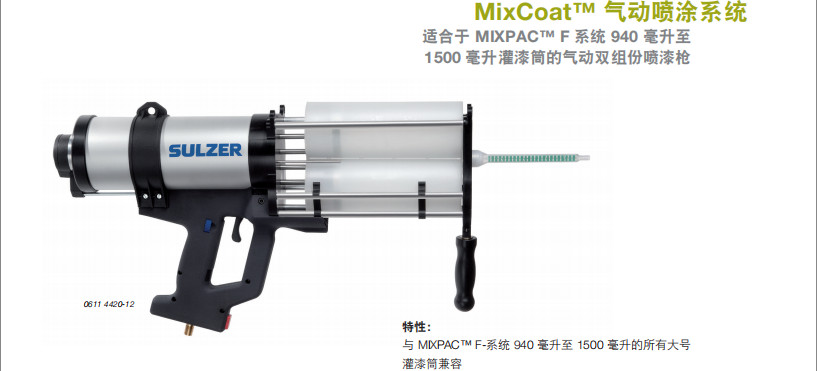 MixCoat™ 气动喷涂系统
适合于 MIXPAC™ F 系统 940 毫升至
1500 毫升灌漆筒的气动双组份喷漆枪
SULZER
0611 4420-12
特性：
与 MIXPAC™ F-系统 940 毫升至 1500 毫升的所有大号
灌漆筒兼容